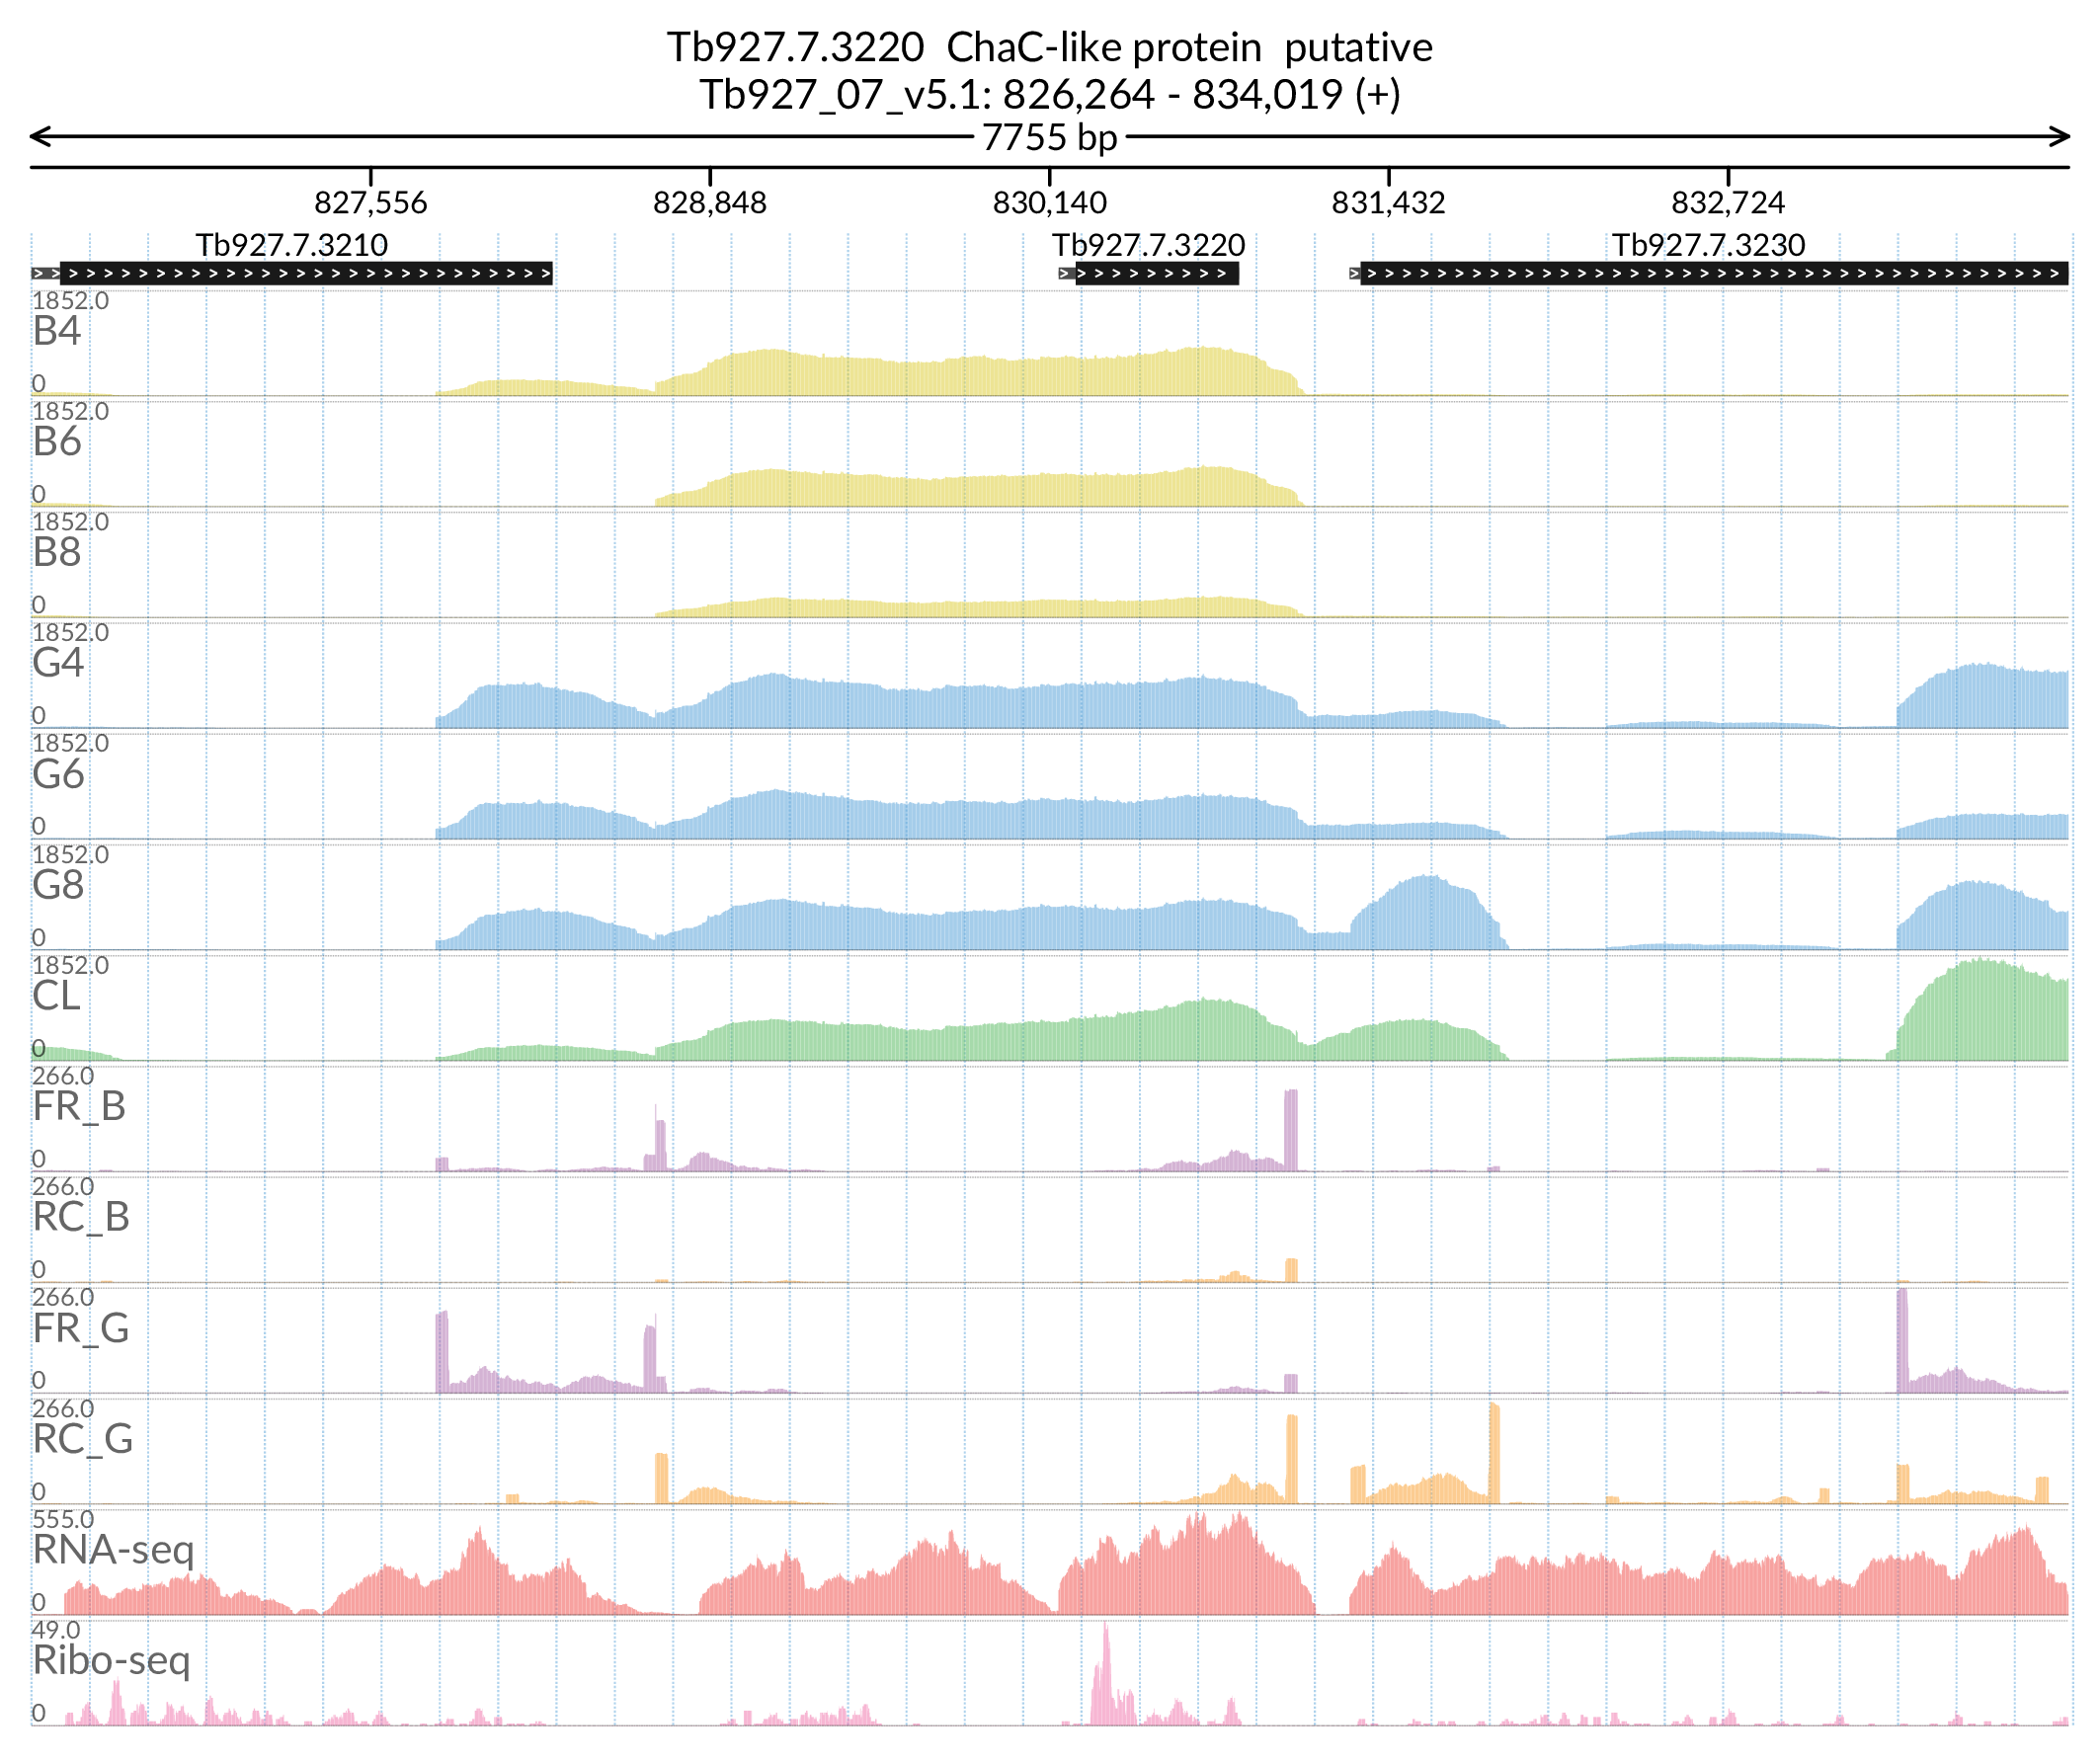 Tb927.7.3220  ChaC-like protein  putative
Tb927_07_v5.1: 826,264 - 834,019 (+)
7755 bp
827,556 828,848 830,140 831,432 832,724
Tb927.7.3210 Tb927.7.3220 Tb927.7.3230
1852.0
B4
0
1852.0
B6
0
1852.0
B8
0
1852.0
G4
0
1852.0
G6
0
1852.0
G8
0
1852.0
CL
0
266.0
FR_B
0
266.0
RC_B
0
266.0
FR_G
0
266.0
RC_G
0
555.0
RNA-seq
0
49.0
Ribo-seq
0